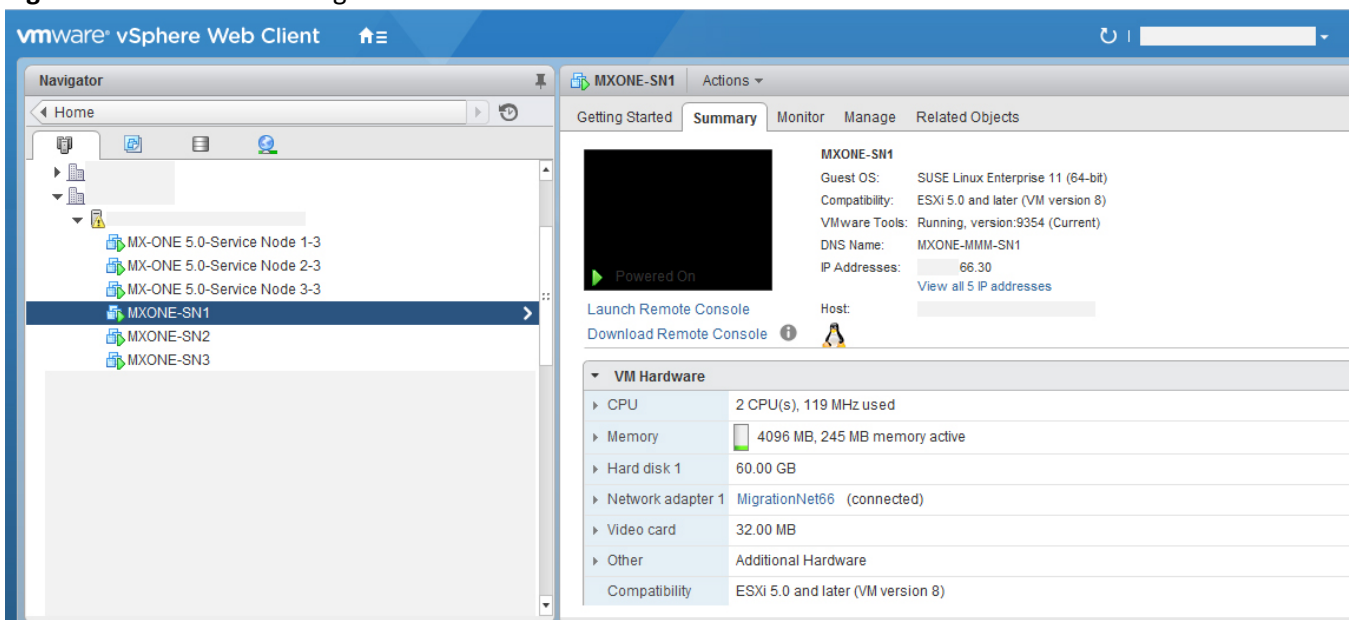 vmware® vSphere Web Client
Navigator
Home
MX-ONE 5.0-Service Node 1-3
MX-ONE 5.0-Service Node 2-3
MX-ONE 5.0-Service Node 3-3
MXONE-SN1
MXONE-SN2
MXONE-SN3
MXONE-SN1 Actions
Getting Started Summary Monitor Manage Related Objects
Powered On
Launch Remote Console
Download Remote Console
MXONE-SN1
Guest OS: SUSE Linux Enterprise 11 (64-bit)
Compatibility: ESXi 5.0 and later (VM version 8)
VMware Tools: Running, version:9354 (Current)
DNS Name: MXONE-MMM-SN1
IP Addresses: 66.30
View all 5 IP addresses
Host:
VM Hardware
CPU 2 CPU(s), 119 MHz used
Memory 4096 MB, 245 MB memory active
Hard disk 1 60.00 GB
Network adapter 1 MigrationNet66 (connected)
Video card 32.00 MB
Other Additional Hardware
Compatibility ESXi 5.0 and later (VM version 8)